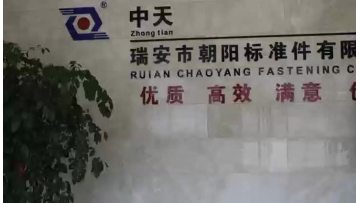 ®
中天
Zhong tian
瑞安市朝阳标准件有限
RUIAN CHAOYANG FASTENING C
优质 高效 满意